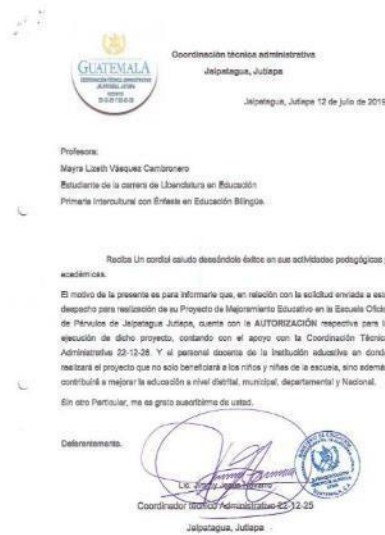 GUATEMALA
Coordinación técnica administrativa
Jalpatagua, Jutiapa
Jalpatagua, Jutiapa 12 de julio de 2019
Profesora:
Mayra Lizeth Vásquez Cambronero
Estudiante de la carrera de Licenciatura en Educación
Primaria Intercultural con Énfasis en Educación Bilingüe.
Reciba Un cordial saludo deseándole éxitos en sus actividades pedagógicas y
académicas.
El motivo de la presente es para informarle que, en relación con la solicitud enviada a est
despacho para realización de su Proyecto de Mejoramiento Educativo en la Escuela Oficia
de Párvulos de Jalpatagua Jutiapa, cuenta con la AUTORIZACIÓN respectiva para l
ejecución de dicho proyecto, contando con el apoyo con la Coordinación Técnic
Administrativa 22-12-25. Y al personal docente de la institución educativa en dond
realizará el proyecto que no solo beneficiará a los niños y niñas de la escuela, sino además
contribuirá a mejorar la educación a nivel distrital, municipal, departamental y Nacional.
Sin otro Particular, me es grato suscribirme de usted.
Deferentemente.
Lic. Jimmy
Coordinador técnico Administrativo 22-12-25
Jalpatagua, Jutiapa